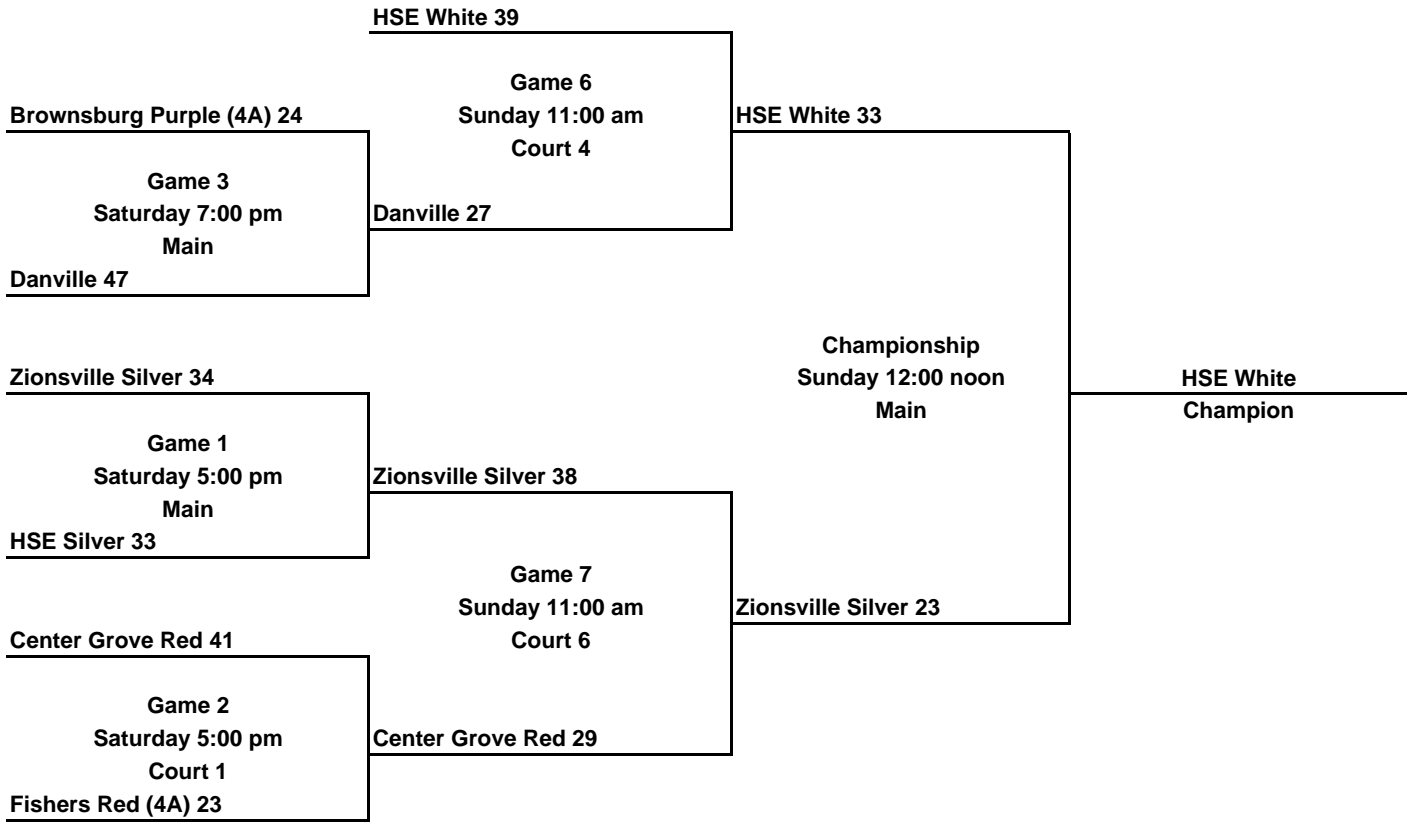 HSE White 39
Game 6
Brownsburg Purple (4A) 24
Sunday 11:00 am
HSE White 33
Court 4
Game 3
Saturday 7:00 pm
Danville 27
Main
Danville 47
Championship
Zionsville Silver 34
Sunday 12:00 noon
HSE White
Main
Champion
Game 1
Saturday 5:00 pm
Zionsville Silver 38
Main
HSE Silver 33
Game 7
Sunday 11:00 am
Zionsville Silver 23
Center Grove Red 41
Court 6
Game 2
Saturday 5:00 pm
Center Grove Red 29
Court 1
Fishers Red (4A) 23